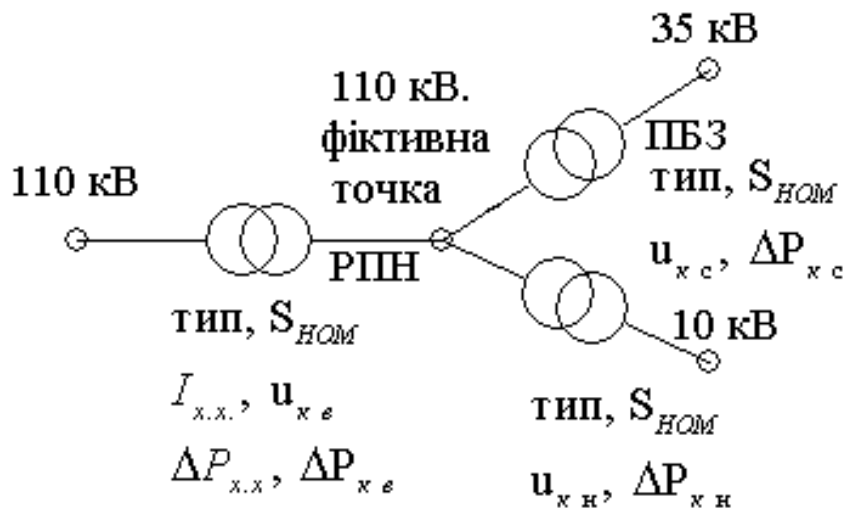 35 кВ
110 кВ.
фіктивна
точка
ПБЗ
110 кВ
тип, S_НОМ
РПН
u_к с, ΔP_к с
тип, S_НОМ
10 кВ
I_х.х., u_к в
тип, S_НОМ
ΔP_х.х, ΔP_к в
u_к н, ΔP_к н